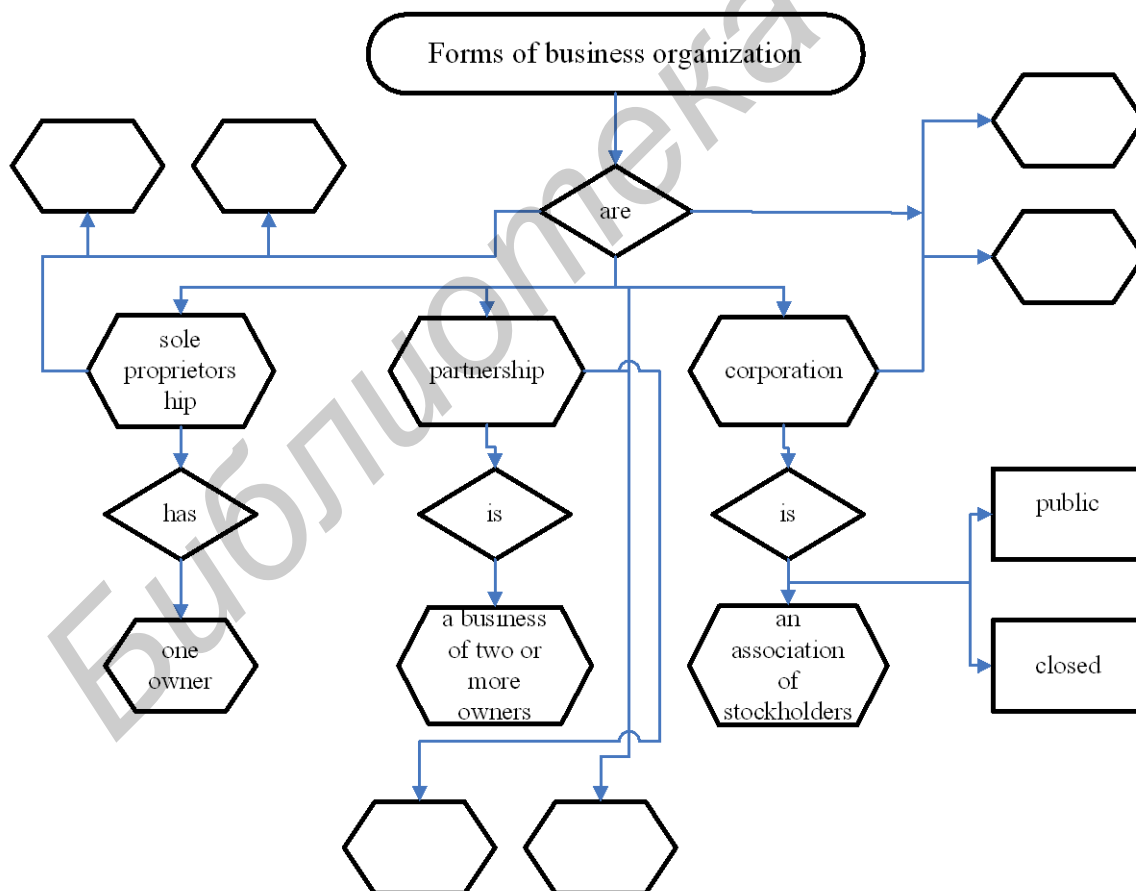 Forms of business organization
are
sole
proprietors
hip
partnership
corporation
has
is
is
public
one
owner
a business
of two or
more
owners
an
association
of
stockholders
closed
Библиотека